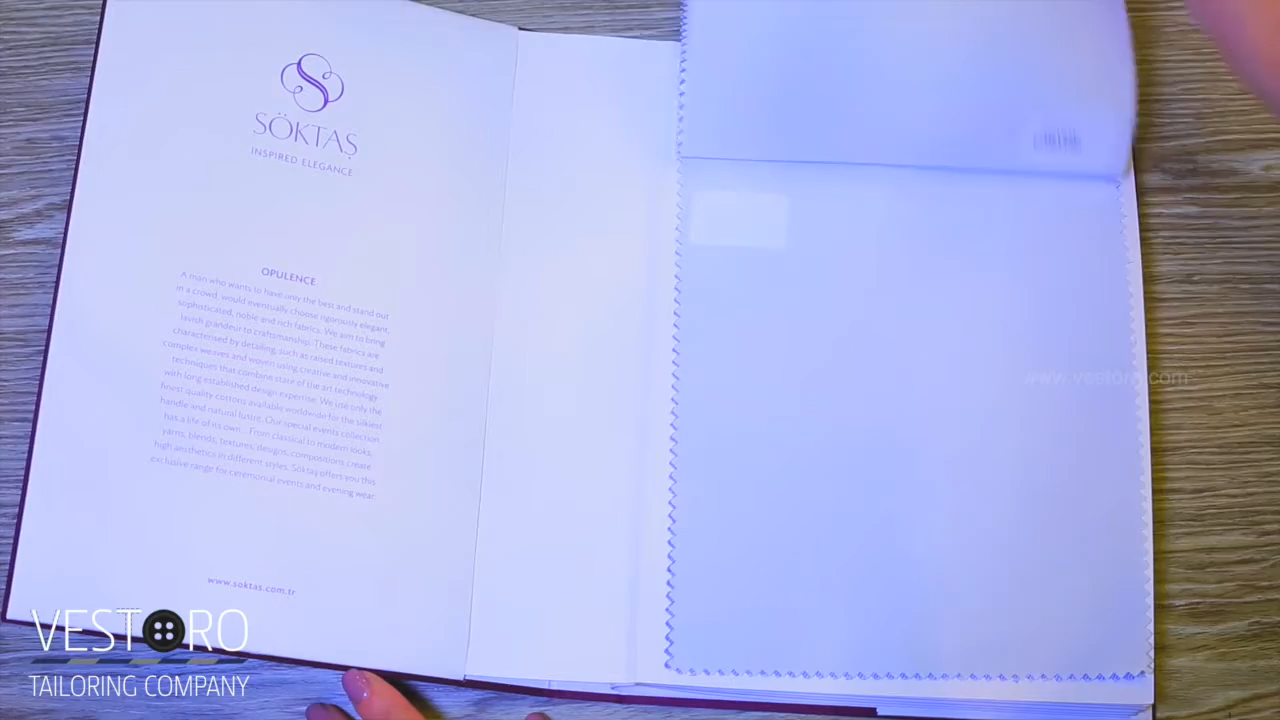 SÖKTAŞ
INSPIRED ELEGANCE
OPULENCE
A man who wants to have only the best and stand out
in a crowd, would eventually choose rigorously elegant,
sophisticated, noble and rich fabrics. We aim to bring
lavish grandeur to craftsmanship. These fabrics are
characterised by detailing, such as raised textures and
complex weaves and woven using creative and innovative
techniques that combine state of the art technology
with long established design expertise. We use only the
finest quality cottons available worldwide for the silkiest
handle and natural lustre. Our special events collection
has a life of its own... From classical to modern looks,
yarns, blends, textures, designs, compositions create
high aesthetics in different styles. Söktaş offers you this
exclusive range for ceremonial events and evening wear.
www.soktas.com.tr
www.vestoro.com
VESTORO
TAILORING COMPANY